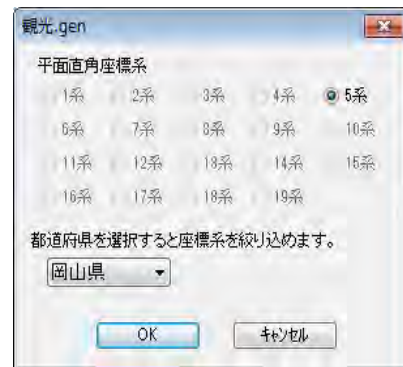 観光.gen
平面直角座標系
1系 2系 3系 4系 5系
6系 7系 8系 9系 10系
11系 12系 13系 14系 15系
16系 17系 18系 19系
都道府県を選択すると座標系を絞り込めます。
岡山県
OK キャンセル